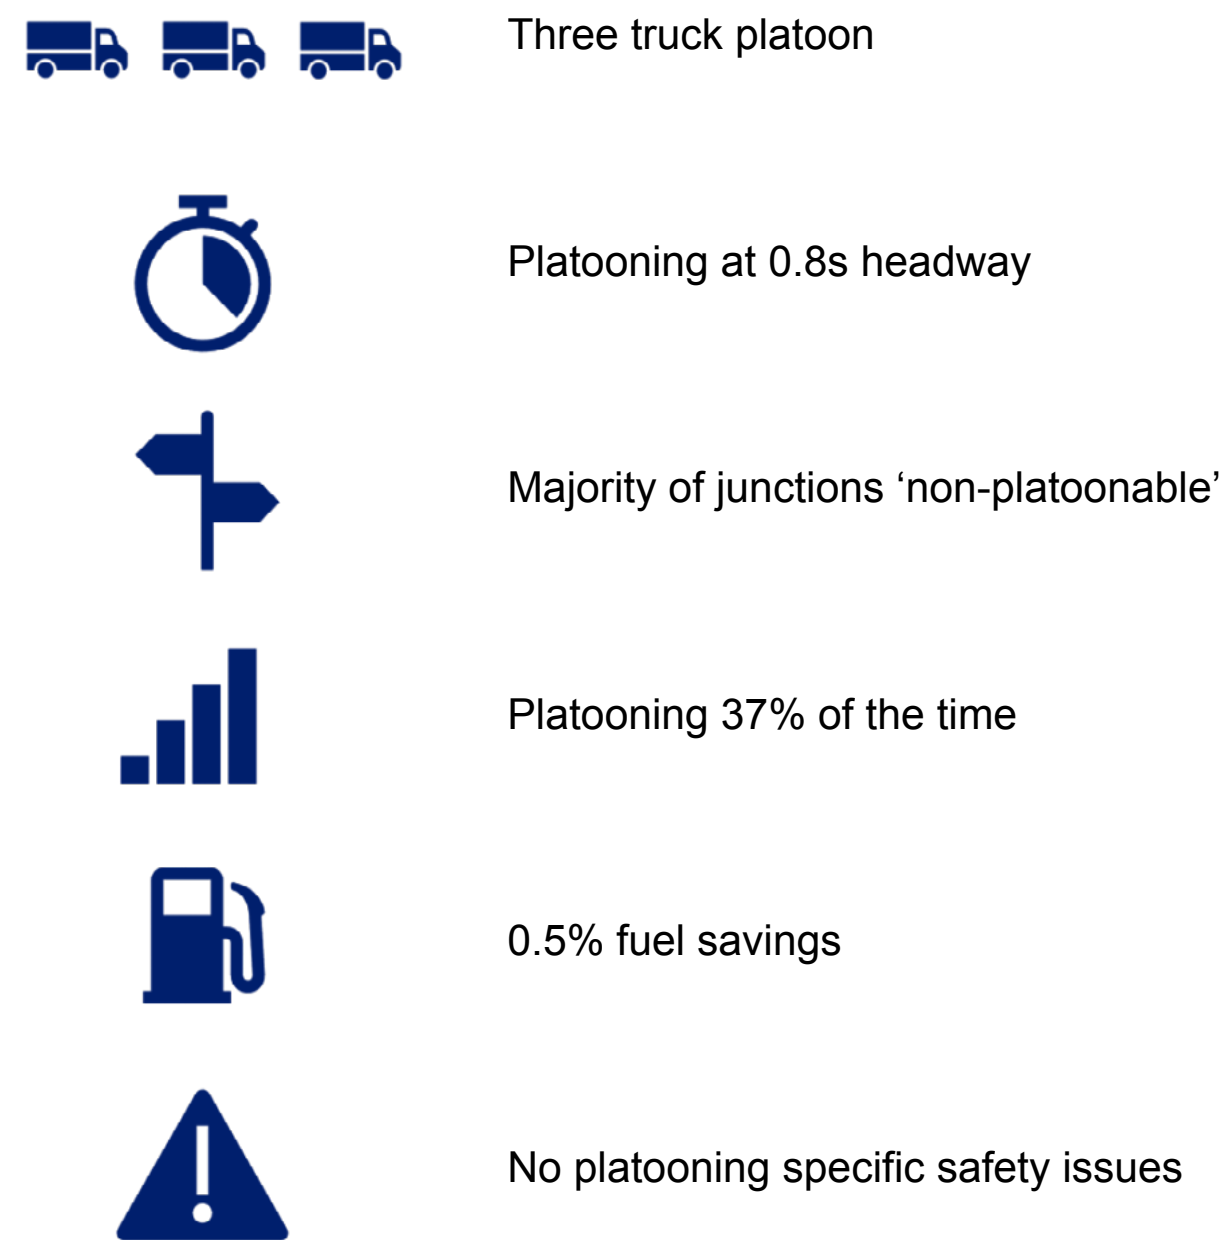 Three truck platoon
Platooning at 0.8s headway
Majority of junctions ‘non-platoonable’
Platooning 37% of the time
0.5% fuel savings
No platooning specific safety issues